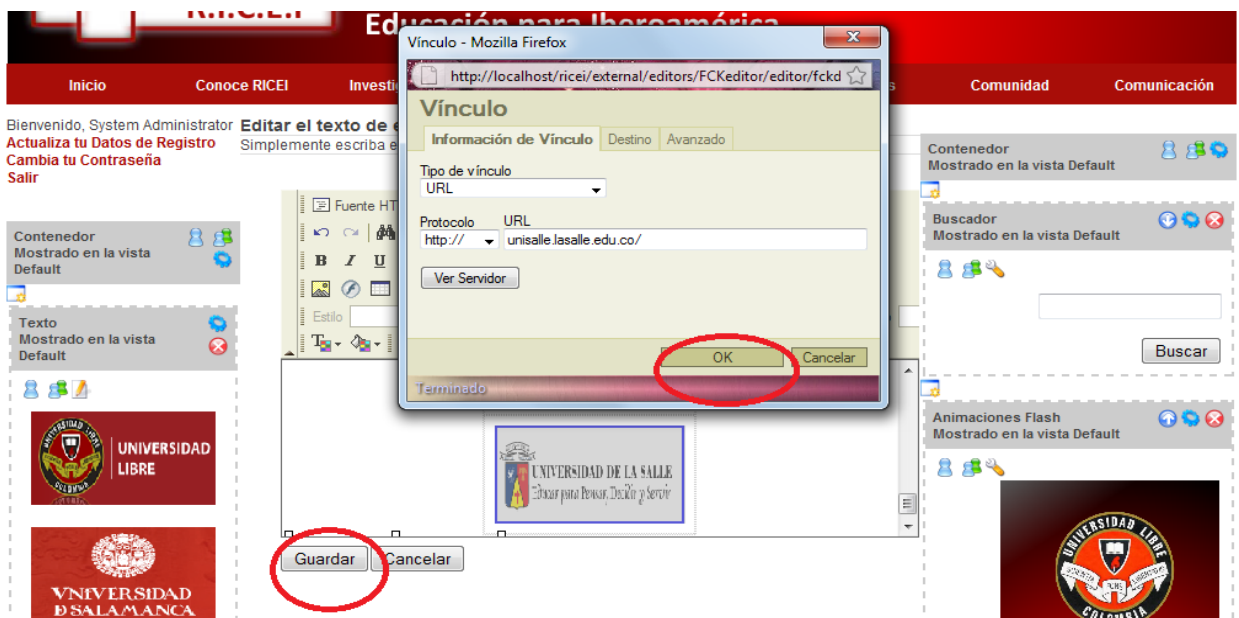 R.I.C.E.I
Educación para Iberoamérica
Inicio
Conoce RICEI
Investi
s
Comunidad
Comunicación
Bienvenido, System Administrator
Actualiza tu Datos de Registro
Cambia tu Contraseña
Salir
Contenedor
Mostrado en la vista
Default
Texto
Mostrado en la vista
Default
UNIVERSIDAD
LIBRE
VNIVERSIDAD
D SALAMANCA
Editar el texto de e
Simplemente escriba e
Fuente HT
B I U
Estilo
Vínculo - Mozilla Firefox
http://localhost/ricei/external/editors/FCKeditor/editor/fckd
Vínculo
Información de Vínculo Destino Avanzado
Tipo de vínculo
URL
Protocolo URL
http:// unisalle.lasalle.edu.co/
Ver Servidor
OK Cancelar
Terminado
UNIVERSIDAD DE LA SALLE
Educar para Pensar, Decidir y Servir
Guardar Cancelar
Contenedor
Mostrado en la vista Default
Buscador
Mostrado en la vista Default
Buscar
Animaciones Flash
Mostrado en la vista Default
COLOMBIA